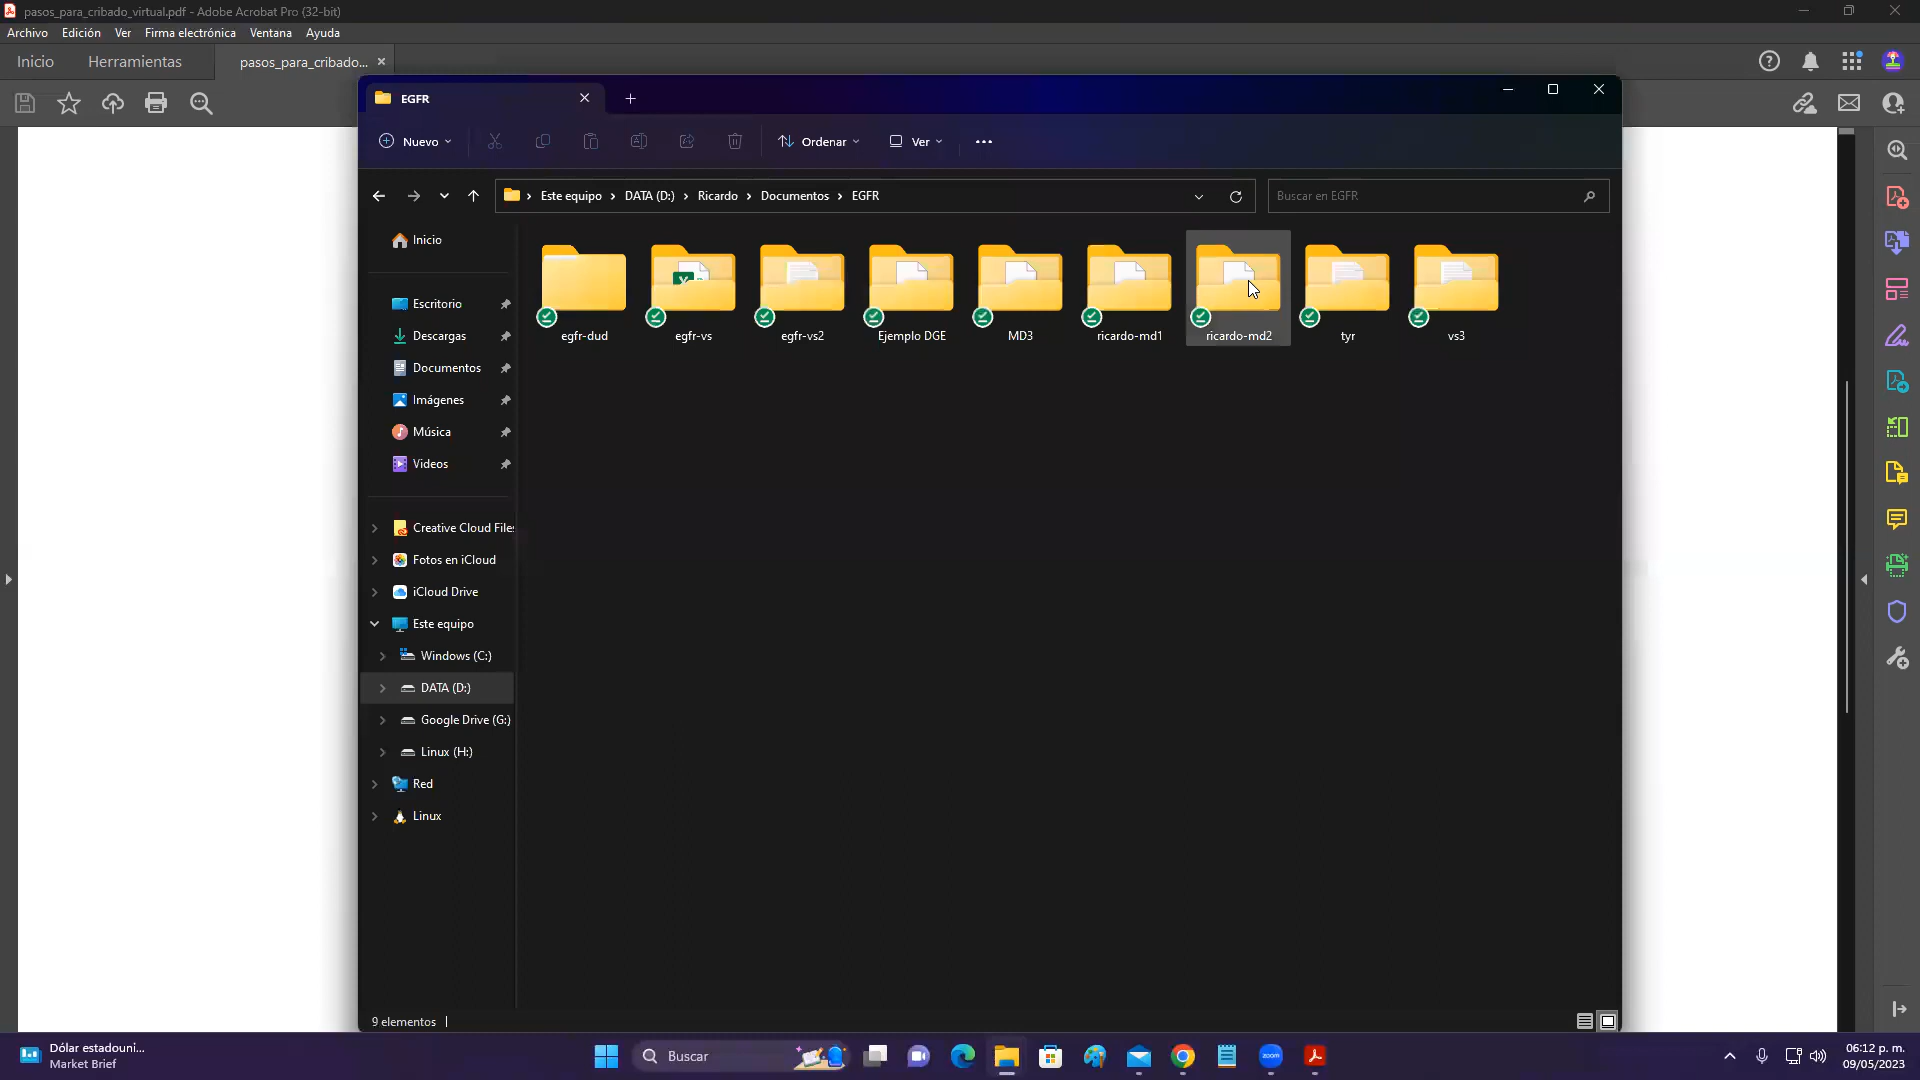 pasos_para_cribado_virtual.pdf - Adobe Acrobat Pro (32-bit)
Archivo Edición Ver Firma electrónica Ventana Ayuda
Inicio Herramientas pasos_para_cribado...
EGFR
Nuevo Ordenar Ver
Este equipo DATA (D:) Ricardo Documentos EGFR
Buscar en EGFR
Inicio
Escritorio
Descargas
Documentos
Imágenes
Música
Videos
Creative Cloud Files
Fotos en iCloud
iCloud Drive
Este equipo
Windows (C:)
DATA (D:)
Google Drive (G:)
Linux (H:)
Red
Linux
egfr-dud egfr-vs egfr-vs2 Ejemplo DGE MD3 ricardo-md1 ricardo-md2 tyr vs3
9 elementos
Dólar estadouni...
Market Brief
Buscar
zoom
06:12 p. m.
09/05/2023